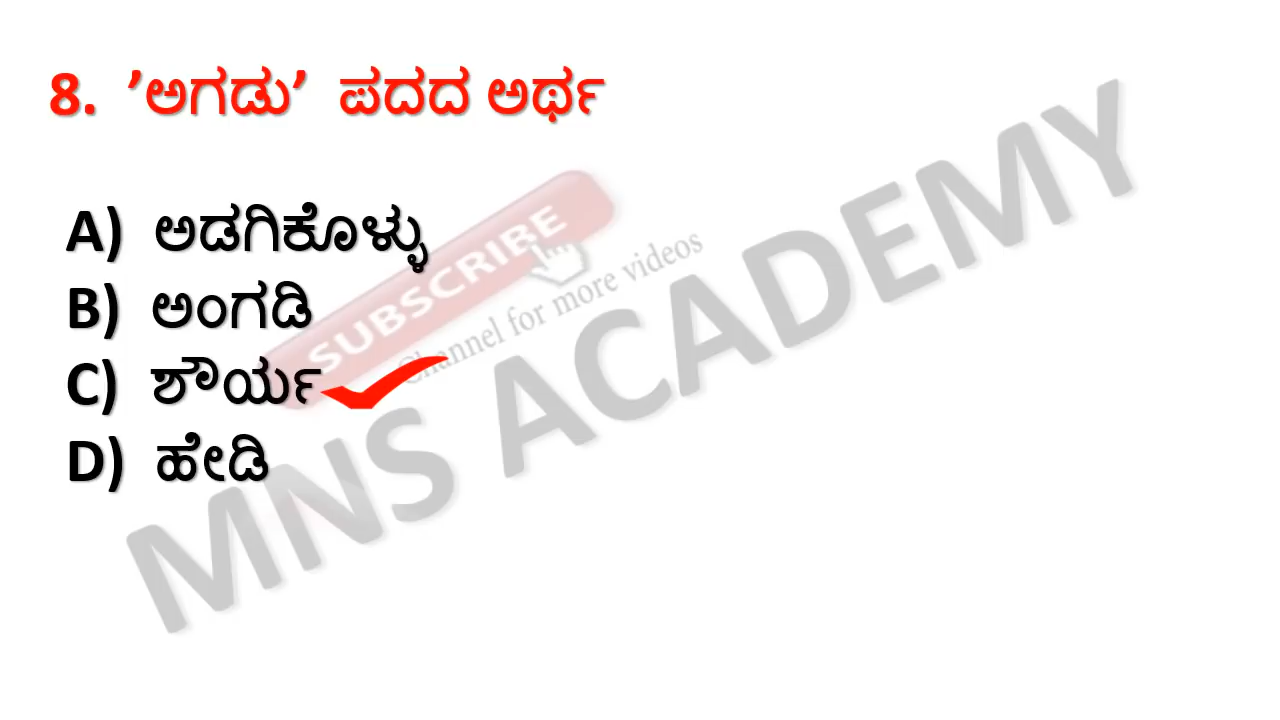 8. ’ಅಗಡು’ ಪದದ ಅರ್ಥ
A) ಅಡಗಿಕೊಳ್ಳು
B) ಅಂಗಡಿ
C) ಶೌರ್ಯ
D) ಹೇಡಿ
SUBSCRIBE
Channel for more videos
MNS ACADEMY